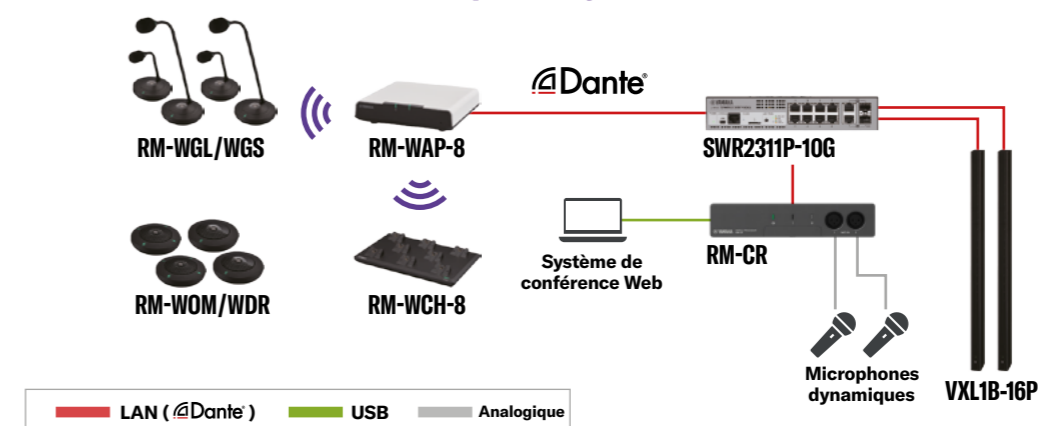 Dante®
RM-WGL/WGS
RM-WAP-8
SWR2311P-10G
RM-WOM/WDR
RM-WCH-8
Système de
conférence Web
RM-CR
Microphones
dynamiques
VXL1B-16P
LAN ( Dante® )
USB
Analogique